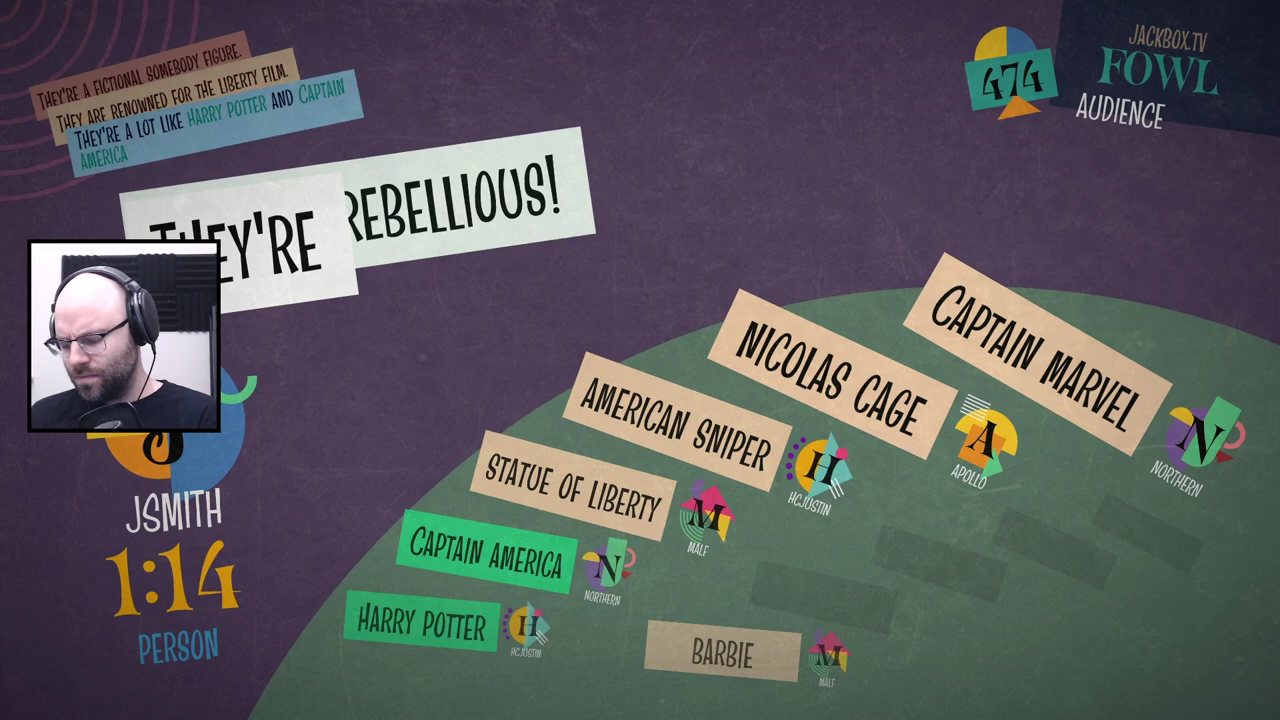 THEY'RE A FICTIONAL SOMEBODY FIGURE.
THEY ARE RENOWNED FOR THE LIBERTY FILM.
THEY'RE A LOT LIKE HARRY POTTER AND CAPTAIN
AMERICA
THEY'RE REBELLIOUS!
474
JACKBOX.TV
FOWL
AUDIENCE
CAPTAIN MARVEL
N
NORTHERN
NICOLAS CAGE
A
APOLLO
AMERICAN SNIPER
H
HCJUSTIN
STATUE OF LIBERTY
M
MALF
CAPTAIN AMERICA
N
NORTHERN
HARRY POTTER
H
HCJUSTIN
BARBIE
M
MALF
JSMITH
1:14
PERSON